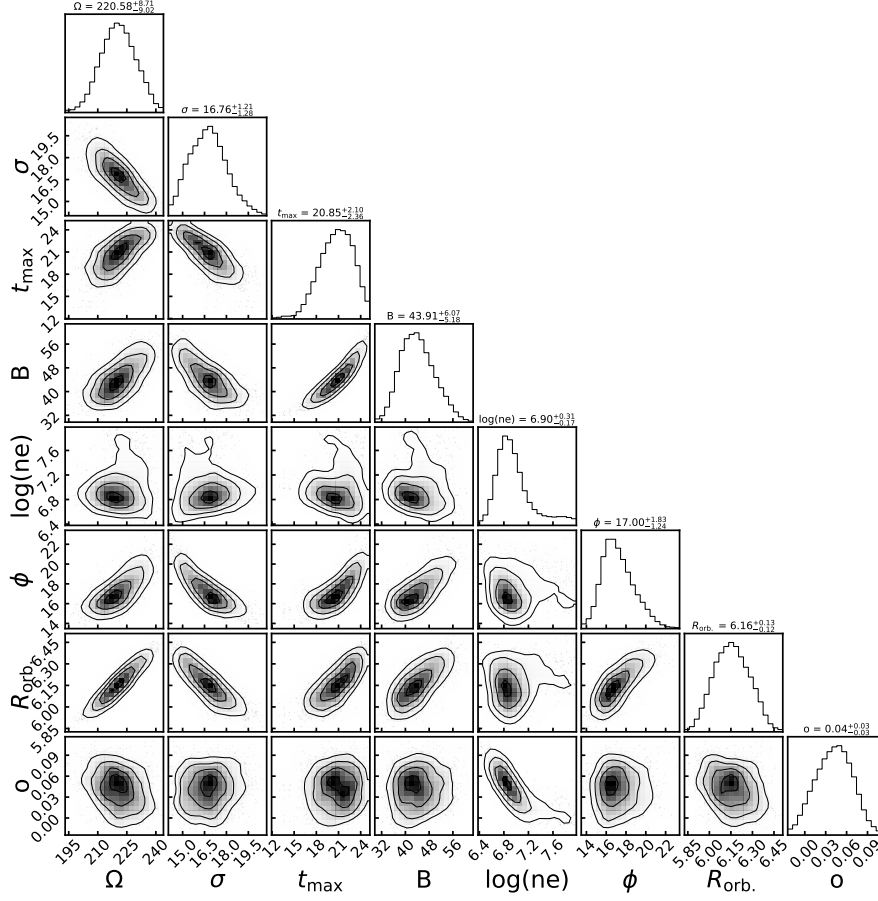 Ω = 220.58+8.71−9.02
σ = 16.76+1.21−1.28
19.5
18.0
16.5
15.0
σ
tmax = 20.85+2.10−2.36
24
21
18
15
12
tmax
B = 43.91+6.07−5.18
56
48
40
32
B
log(ne) = 6.90+0.31−0.17
7.6
7.2
6.8
6.4
log(ne)
ϕ = 17.00+1.83−1.24
22
20
18
16
14
ϕ
Rorb. = 6.16+0.13−0.12
6.45
6.30
6.15
6.00
5.85
Rorb.
o = 0.04+0.03−0.03
0.09
0.06
0.03
0.00
o
195 210 225 240 15.0 16.5 18.0 19.5 12 15 18 21 24 32 40 48 56 6.4 6.8 7.2 7.6 14 16 18 20 22 5.85 6.00 6.15 6.30 6.45 0.00 0.03 0.06 0.09
Ω σ tmax B log(ne) ϕ Rorb. o